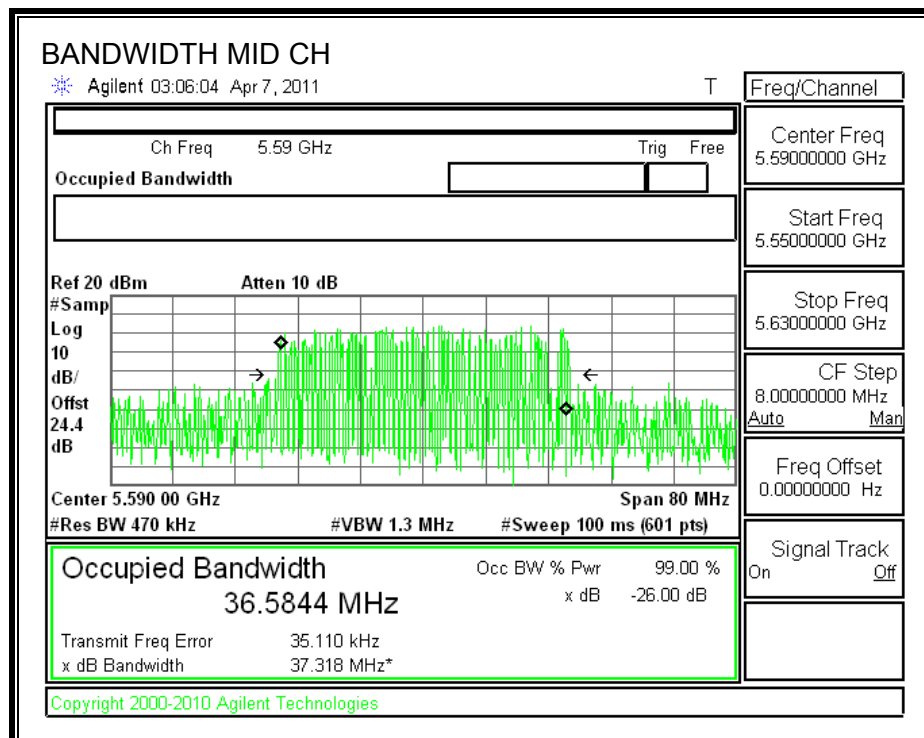 BANDWIDTH MID CH
Agilent 03:06:04 Apr 7, 2011 T
Freq/Channel
Ch Freq 5.59 GHz Trig Free
Occupied Bandwidth
Center Freq
5.59000000 GHz
Start Freq
5.55000000 GHz
Stop Freq
5.63000000 GHz
CF Step
8.00000000 MHz
Auto Man
Freq Offset
0.00000000 Hz
Signal Track
On Off
Ref 20 dBm Atten 10 dB
#Samp
Log
10
dB/
Offst
24.4
dB
Center 5.590 00 GHz Span 80 MHz
#Res BW 470 kHz #VBW 1.3 MHz #Sweep 100 ms (601 pts)
Occupied Bandwidth
36.5844 MHz
Occ BW % Pwr 99.00 %
x dB -26.00 dB
Transmit Freq Error 35.110 kHz
x dB Bandwidth 37.318 MHz*
Copyright 2000-2010 Agilent Technologies